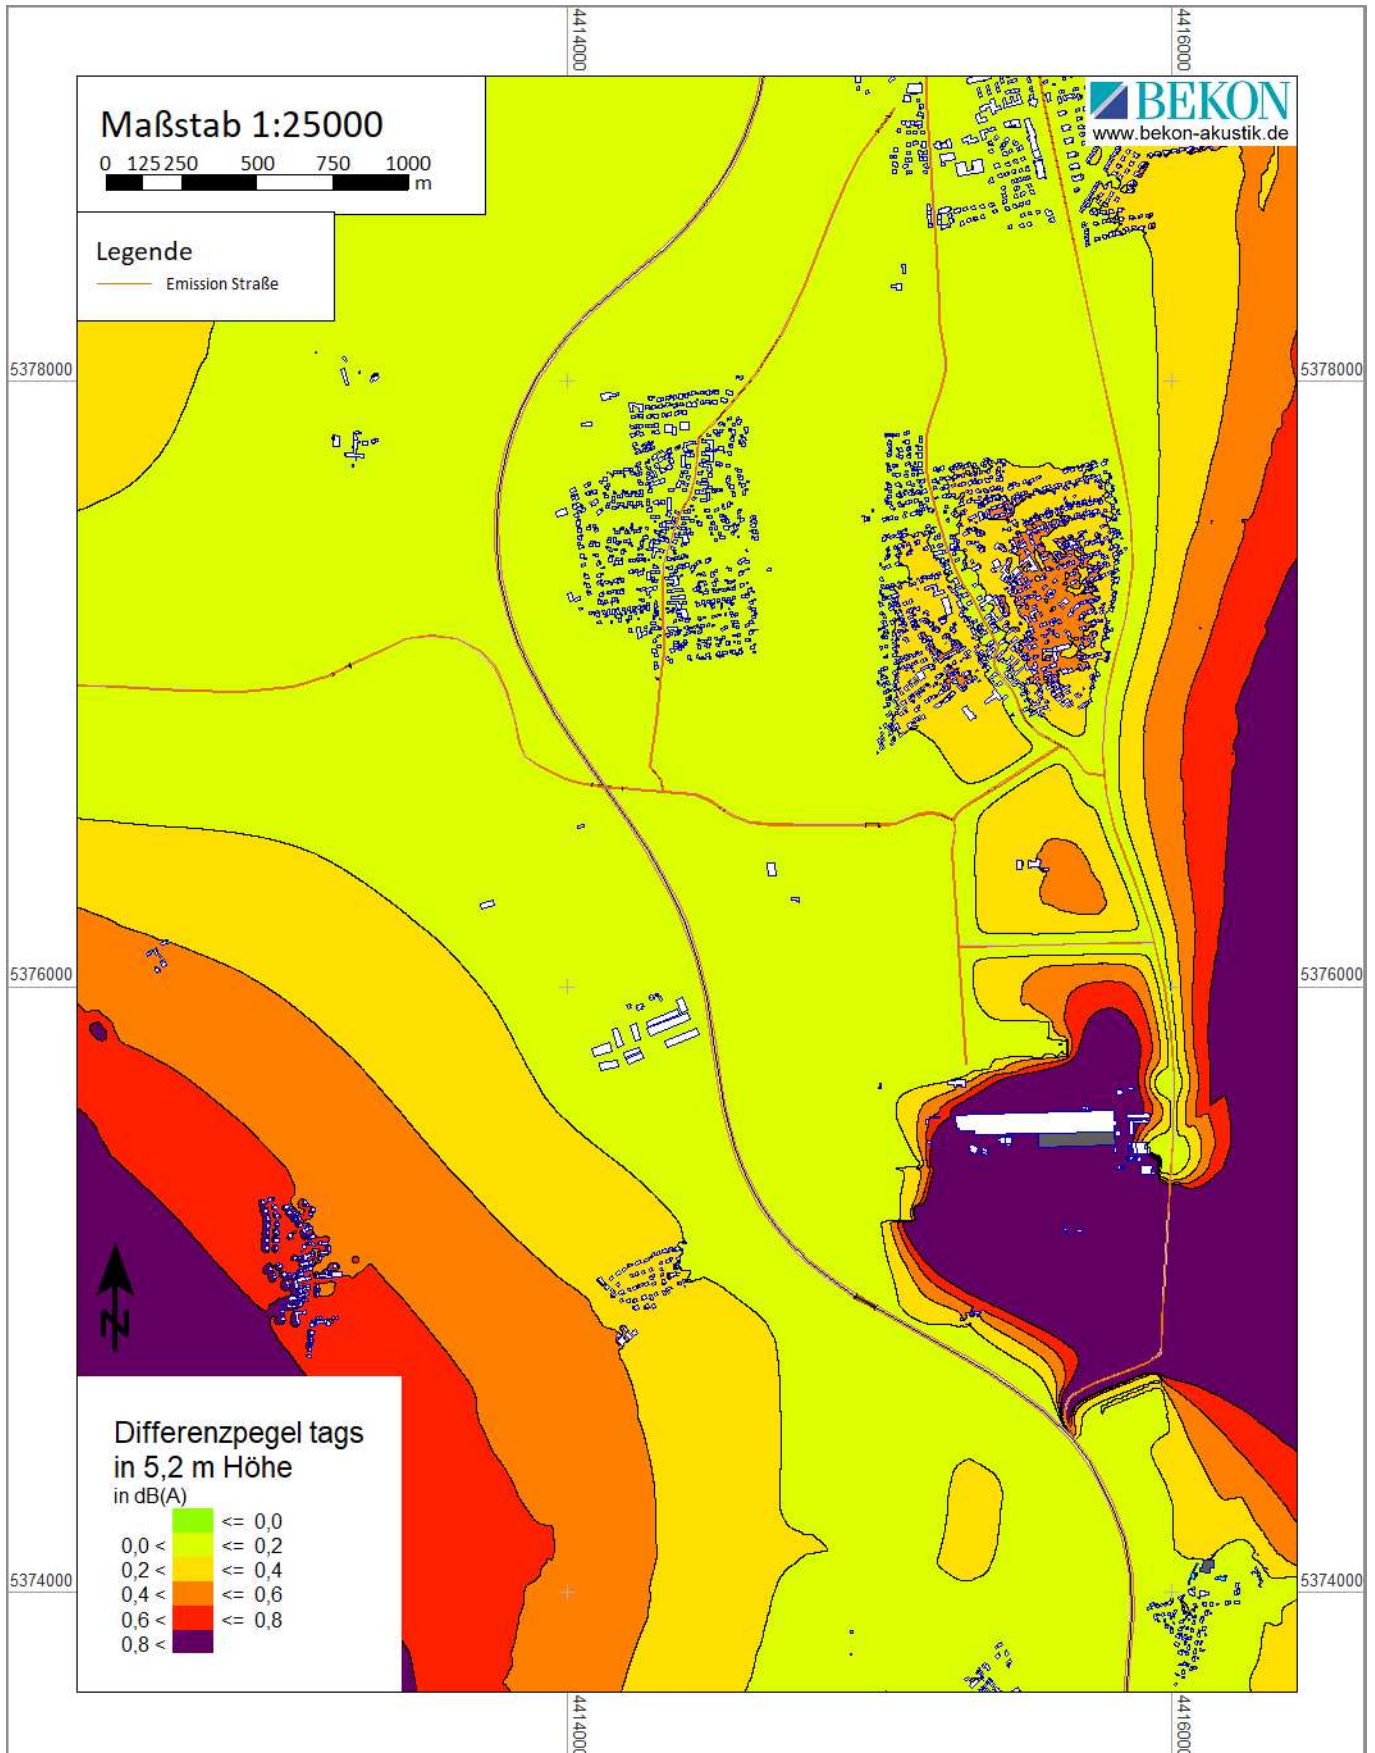 4414000
4416000
Maßstab 1:25000
0 125 250 500 750 1000
m
BEKON
www.bekon-akustik.de
Legende
Emission Straße
5378000
5378000
5376000
5376000
N
Differenzpegel tags
in 5,2 m Höhe
in dB(A)
<= 0,0
0,0 < <= 0,2
0,2 < <= 0,4
0,4 < <= 0,6
0,6 < <= 0,8
0,8 <
5374000
5374000
4414000
4416000